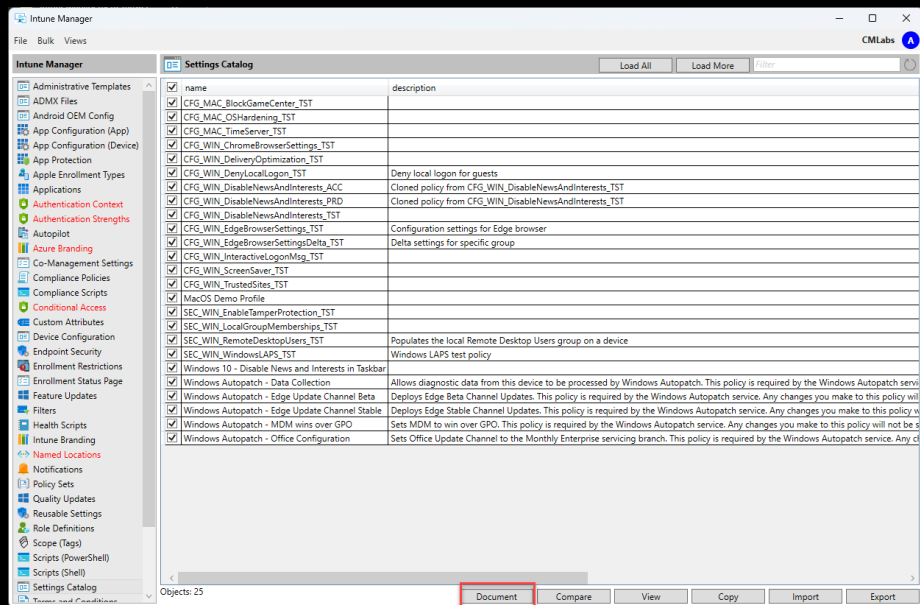 Intune Manager
File Bulk Views
CMLabs A
Intune Manager
Settings Catalog
Load All
Load More
Filter
Administrative Templates
ADMX Files
Android OEM Config
App Configuration (App)
App Configuration (Device)
App Protection
Apple Enrollment Types
Applications
Authentication Context
Authentication Strengths
Autopilot
Azure Branding
Co-Management Settings
Compliance Policies
Compliance Scripts
Conditional Access
Custom Attributes
Device Configuration
Endpoint Security
Enrollment Restrictions
Enrollment Status Page
Feature Updates
Filters
Health Scripts
Intune Branding
Named Locations
Notifications
Policy Sets
Quality Updates
Reusable Settings
Role Definitions
Scope (Tags)
Scripts (PowerShell)
Scripts (Shell)
Settings Catalog
Terms and Conditions
name description
CFG_MAC_BlockGameCenter_TST
CFG_MAC_OSHardening_TST
CFG_MAC_TimeServer_TST
CFG_WIN_ChromeBrowserSettings_TST
CFG_WIN_DeliveryOptimization_TST
CFG_WIN_DenyLocalLogon_TST Deny local logon for guests
CFG_WIN_DisableNewsAndInterests_ACC Cloned policy from CFG_WIN_DisableNewsAndInterests_TST
CFG_WIN_DisableNewsAndInterests_PRD Cloned policy from CFG_WIN_DisableNewsAndInterests_TST
CFG_WIN_DisableNewsAndInterests_TST
CFG_WIN_EdgeBrowserSettings_TST Configuration settings for Edge browser
CFG_WIN_EdgeBrowserSettingsDelta_TST Delta settings for specific group
CFG_WIN_InteractiveLogonMsg_TST
CFG_WIN_ScreenSaver_TST
CFG_WIN_TrustedSites_TST
MacOS Demo Profile
SEC_WIN_EnableTamperProtection_TST
SEC_WIN_LocalGroupMemberships_TST
SEC_WIN_RemoteDesktopUsers_TST Populates the local Remote Desktop Users group on a device
SEC_WIN_WindowsLAPS_TST Windows LAPS test policy
Windows 10 - Disable News and Interests in Taskbar
Windows Autopatch - Data Collection Allows diagnostic data from this device to be processed by Windows Autopatch. This policy is required by the Windows Autopatch servi
Windows Autopatch - Edge Update Channel Beta Deploys Edge Beta Channel Updates. This policy is required by the Windows Autopatch service. Any changes you make to this policy will
Windows Autopatch - Edge Update Channel Stable Deploys Edge Stable Channel Updates. This policy is required by the Windows Autopatch service. Any changes you make to this policy w
Windows Autopatch - MDM wins over GPO Sets MDM to win over GPO. This policy is required by the Windows Autopatch service. Any changes you make to this policy will not be s
Windows Autopatch - Office Configuration Sets Office Update Channel to the Monthly Enterprise servicing branch. This policy is required by the Windows Autopatch service. Any c
Objects: 25
Document
Compare
View
Copy
Import
Export